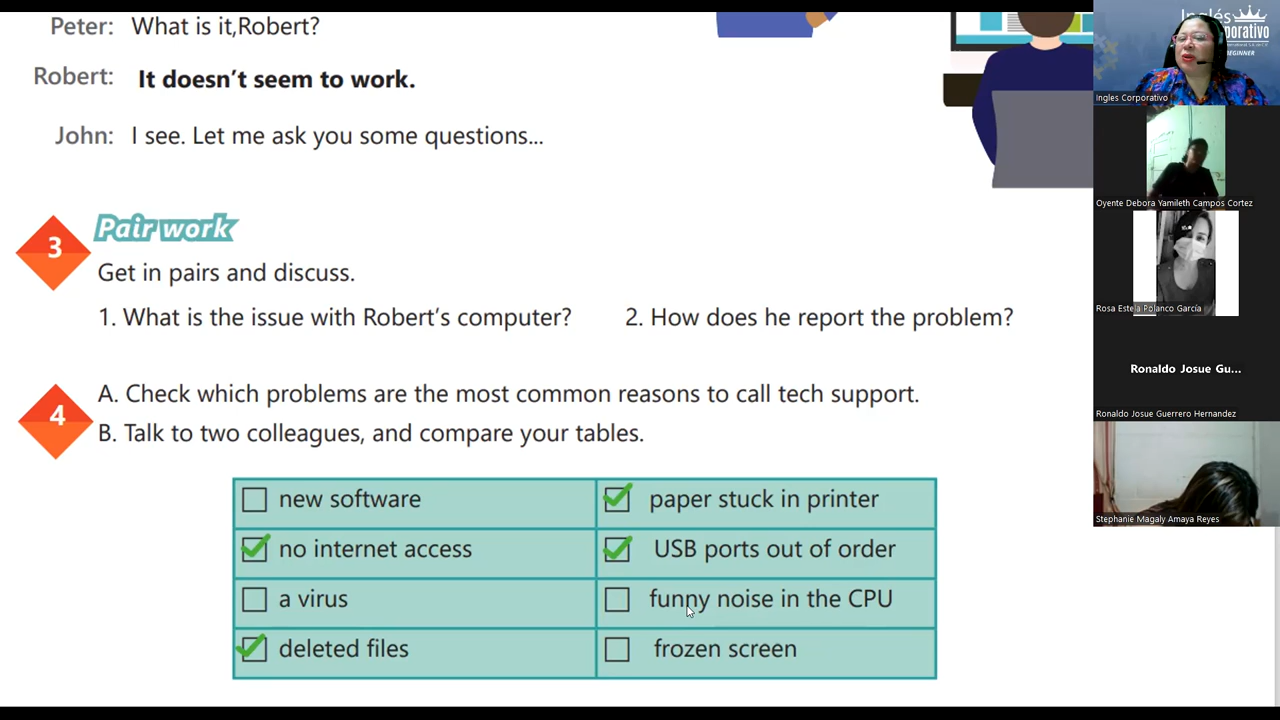 Peter: What is it,Robert?
Robert: It doesn't seem to work.
John: I see. Let me ask you some questions...
3 Pair work
Get in pairs and discuss.
1. What is the issue with Robert's computer? 2. How does he report the problem?
4 A. Check which problems are the most common reasons to call tech support.
B. Talk to two colleagues, and compare your tables.
new software paper stuck in printer
no internet access USB ports out of order
a virus funny noise in the CPU
deleted files frozen screen
Inglés
BEGINNER
Ingles Corporativo
Oyente Debora Yamileth Campos Cortez
Rosa Estela Polanco García
Ronaldo Josue Gu...
Ronaldo Josue Guerrero Hernandez
Stephanie Magaly Amaya Reyes